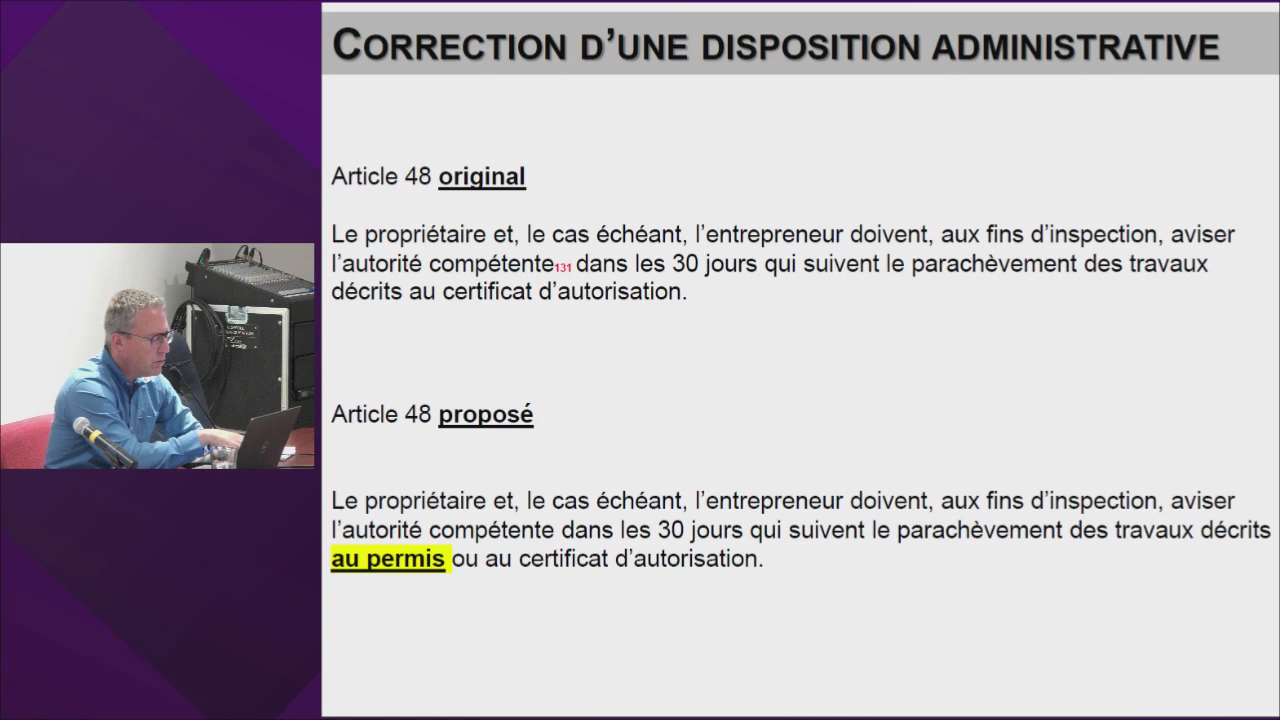 CORRECTION D’UNE DISPOSITION ADMINISTRATIVE
Article 48 original
Le propriétaire et, le cas échéant, l’entrepreneur doivent, aux fins d’inspection, aviser
l’autorité compétente131 dans les 30 jours qui suivent le parachèvement des travaux
décrits au certificat d’autorisation.
Article 48 proposé
Le propriétaire et, le cas échéant, l’entrepreneur doivent, aux fins d’inspection, aviser
l’autorité compétente dans les 30 jours qui suivent le parachèvement des travaux décrits
au permis ou au certificat d’autorisation.